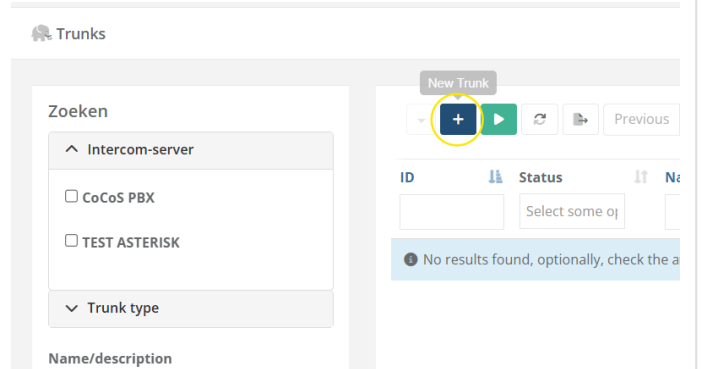 Trunks
New Trunk
Zoeken
Previous
Intercom-server
ID
Status
CoCoS PBX
Select some
TEST ASTERISK
No results found, optionally, check the
Trunk type
Name/description